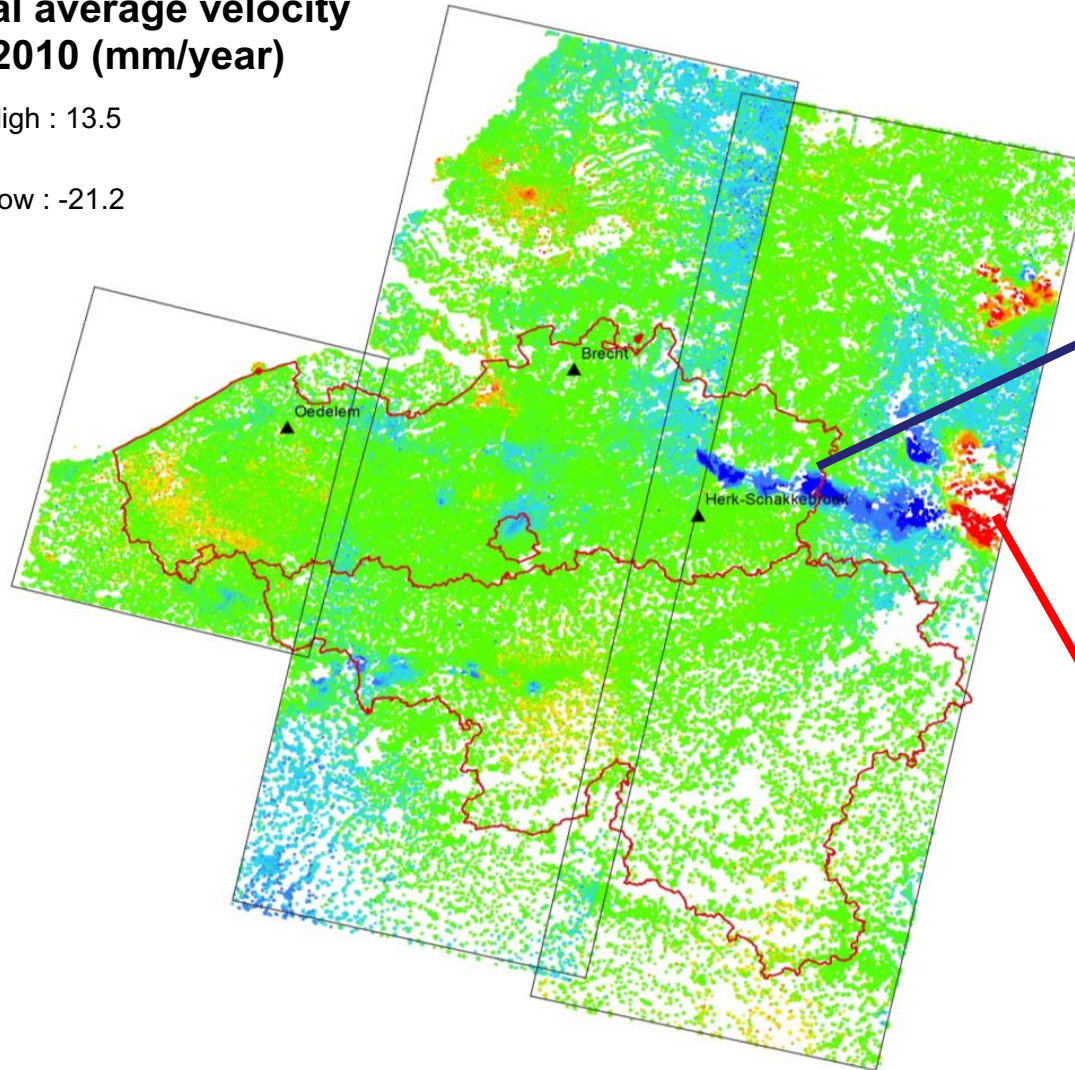 al average velocity
2010 (mm/year)
igh : 13.5
ow : -21.2
Brecht
Oedelem
Herk-Schakkebroek